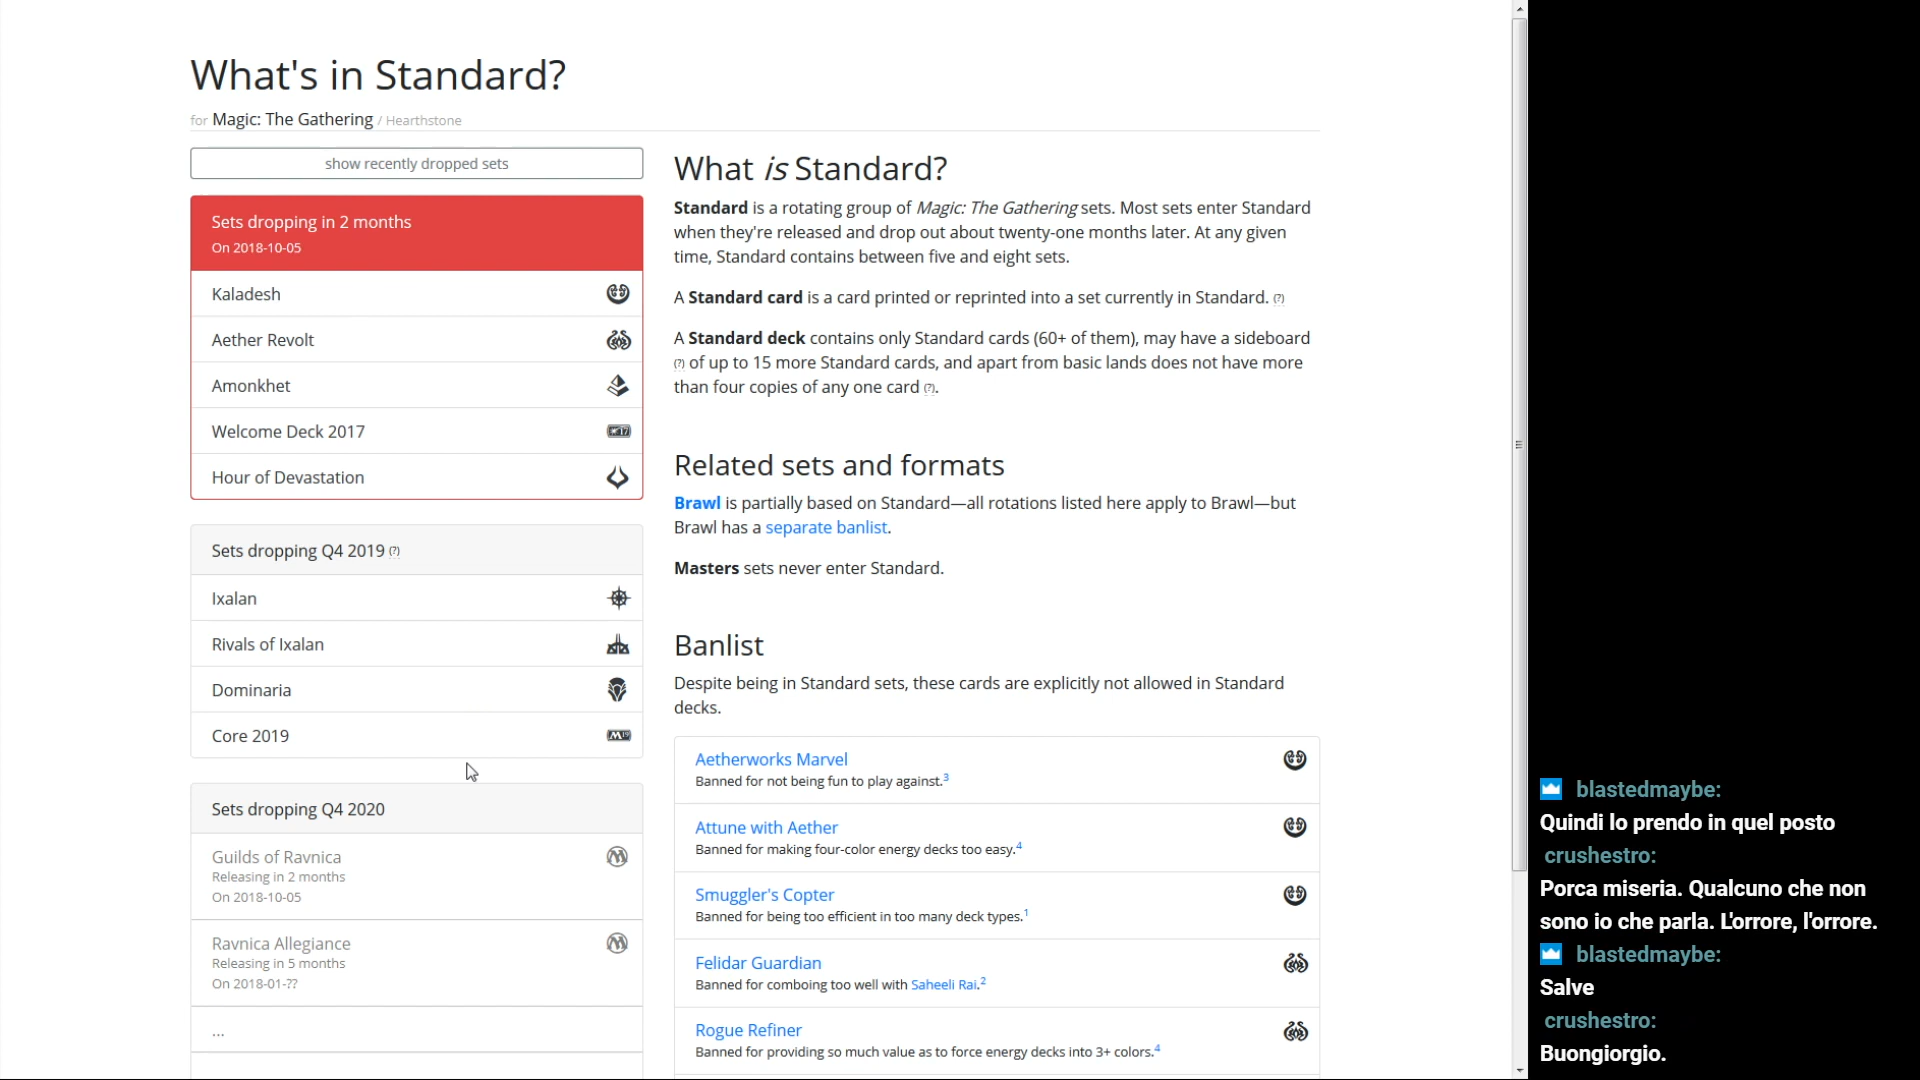 What's in Standard?
for Magic: The Gathering / Hearthstone
show recently dropped sets
Sets dropping in 2 months
On 2018-10-05
Kaladesh
Aether Revolt
Amonkhet
Welcome Deck 2017
Hour of Devastation
Sets dropping Q4 2019 (?)
Ixalan
Rivals of Ixalan
Dominaria
Core 2019
Sets dropping Q4 2020
Guilds of Ravnica
Releasing in 2 months
On 2018-10-05
Ravnica Allegiance
Releasing in 5 months
On 2018-01-??
...
What is Standard?
Standard is a rotating group of Magic: The Gathering sets. Most sets enter Standard
when they're released and drop out about twenty-one months later. At any given
time, Standard contains between five and eight sets.
A Standard card is a card printed or reprinted into a set currently in Standard. (?)
A Standard deck contains only Standard cards (60+ of them), may have a sideboard
(?) of up to 15 more Standard cards, and apart from basic lands does not have more
than four copies of any one card (?).
Related sets and formats
Brawl is partially based on Standard—all rotations listed here apply to Brawl—but
Brawl has a separate banlist.
Masters sets never enter Standard.
Banlist
Despite being in Standard sets, these cards are explicitly not allowed in Standard
decks.
Aetherworks Marvel
Banned for not being fun to play against.3
Attune with Aether
Banned for making four-color energy decks too easy.4
Smuggler's Copter
Banned for being too efficient in too many deck types.1
Felidar Guardian
Banned for comboing too well with Saheeli Rai.2
Rogue Refiner
Banned for providing so much value as to force energy decks into 3+ colors.4
blastedmaybe:
Quindi lo prendo in quel posto
crushestro:
Porca miseria. Qualcuno che non
sono io che parla. L'orrore, l'orrore.
blastedmaybe:
Salve
crushestro:
Buongiorgio.